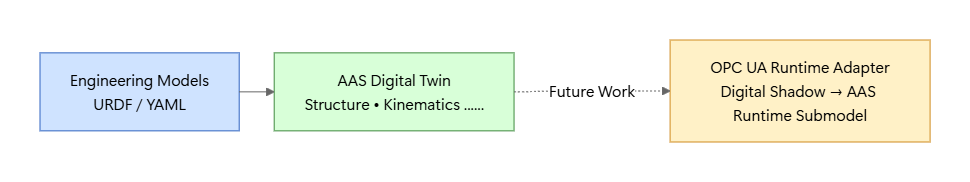 Engineering Models
URDF / YAML
AAS Digital Twin
Structure • Kinematics ......
Future Work
OPC UA Runtime Adapter
Digital Shadow → AAS
Runtime Submodel